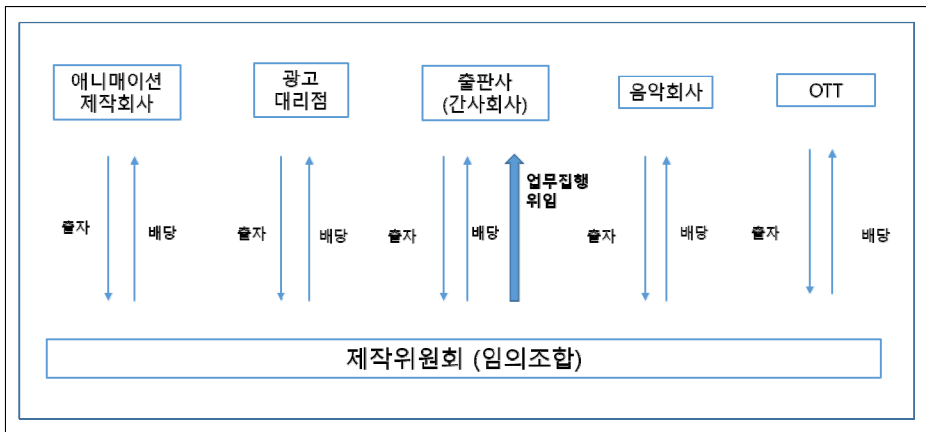 애니매이션
제작회사
광고
대리점
출판사
(간사회사)
음악회사
OTT
출자
배당
출자
배당
출자
배당
업무집행
위임
출자
배당
출자
배당
제작위원회 (임의조합)